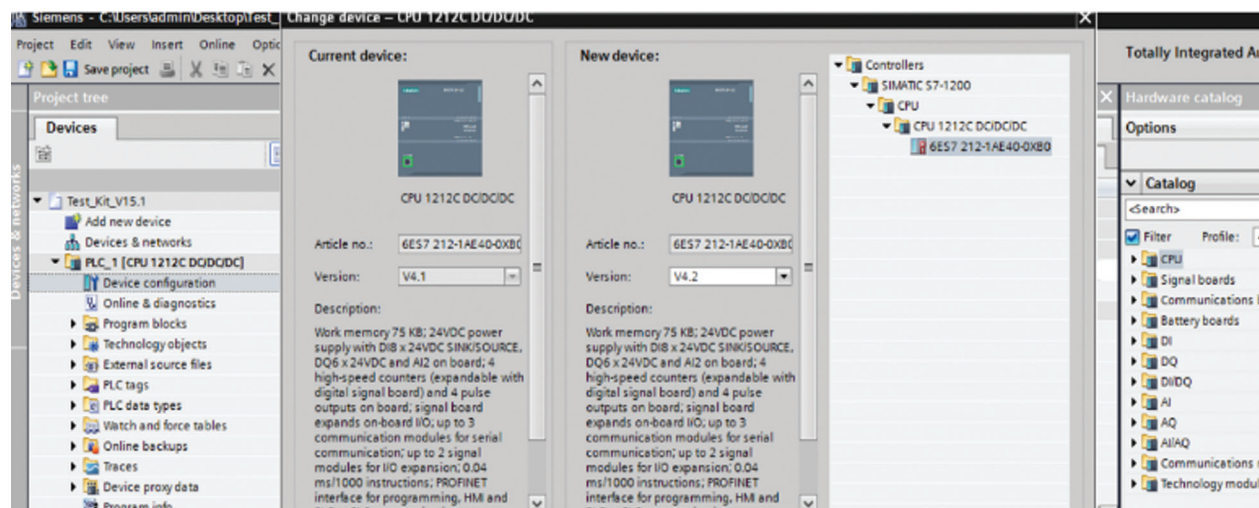 Siemens - C:\Users\admin\Desktop\Test_
Project Edit View Insert Online Optic
Save project
Project tree
Devices
Devices & networks
Test_Kit_V15.1
Add new device
Devices & networks
PLC_1 [CPU 1212C DC/DC/DC]
Device configuration
Online & diagnostics
Program blocks
Technology objects
External source files
PLC tags
PLC data types
Watch and force tables
Online backups
Traces
Device proxy data
Program info
Change device – CPU 1212C DC/DC/DC
Current device:
CPU 1212C DC/DC/DC
Article no.: 6ES7 212-1AE40-0XB0
Version: V4.1
Description:
Work memory 75 KB; 24VDC power
supply with DI8 x 24VDC SINK/SOURCE,
DQ6 x 24VDC and AI2 on board; 4
high-speed counters (expandable with
digital signal board) and 4 pulse
outputs on board; signal board
expands on-board I/O; up to 3
communication modules for serial
communication; up to 2 signal
modules for I/O expansion; 0.04
ms/1000 instructions; PROFINET
interface for programming, HMI and
New device:
CPU 1212C DC/DC/DC
Article no.: 6ES7 212-1AE40-0XB0
Version: V4.2
Description:
Work memory 75 KB; 24VDC power
supply with DI8 x 24VDC SINK/SOURCE,
DQ6 x 24VDC and AI2 on board; 4
high-speed counters (expandable with
digital signal board) and 4 pulse
outputs on board; signal board
expands on-board I/O; up to 3
communication modules for serial
communication; up to 2 signal
modules for I/O expansion; 0.04
ms/1000 instructions; PROFINET
interface for programming, HMI and
Controllers
SIMATIC S7-1200
CPU
CPU 1212C DC/DC/DC
6ES7 212-1AE40-0XB0
Totally Integrated Au
Hardware catalog
Options
Catalog
<Search>
Filter Profile:
CPU
Signal boards
Communications
Battery boards
DI
DQ
DI/DQ
AI
AQ
AI/AQ
Communications
Technology modul